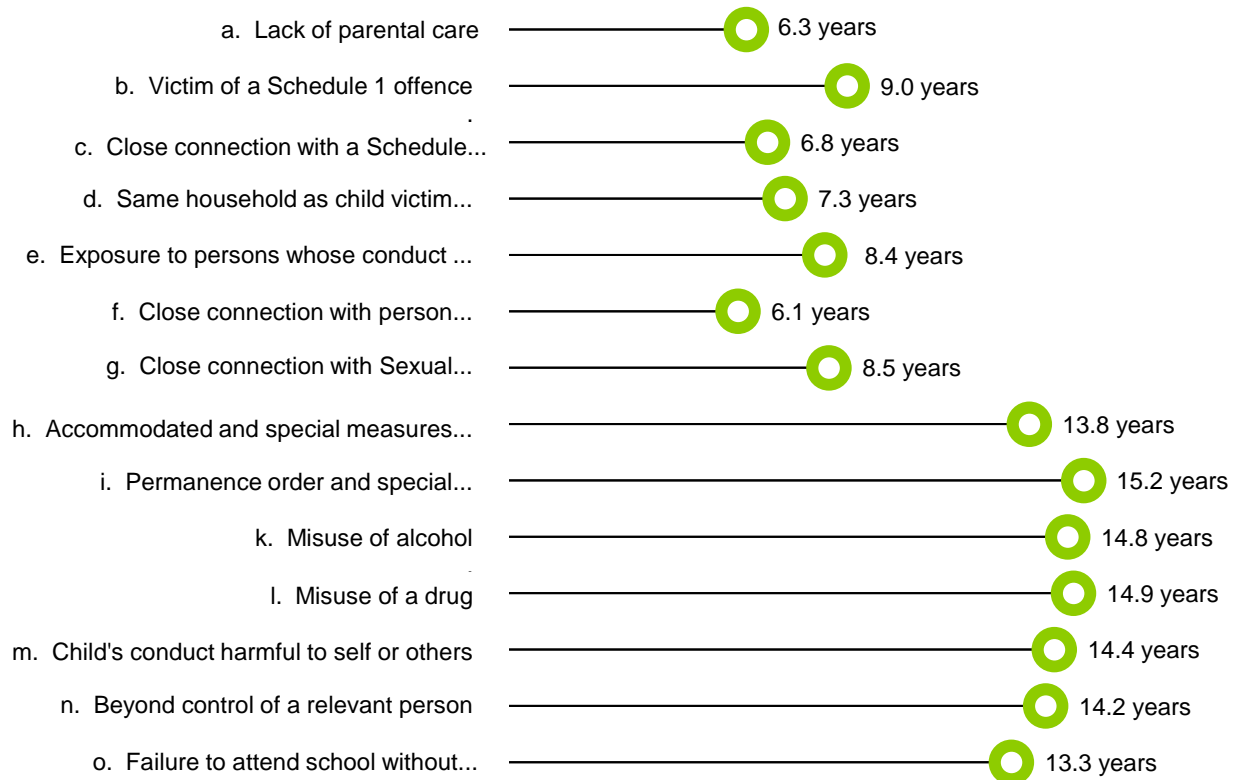 a. Lack of parental care 6.3 years
b. Victim of a Schedule 1 offence 9.0 years
.
c. Close connection with a Schedule... 6.8 years
d. Same household as child victim... 7.3 years
e. Exposure to persons whose conduct ... 8.4 years
f. Close connection with person... 6.1 years
g. Close connection with Sexual... 8.5 years
h. Accommodated and special measures... 13.8 years
i. Permanence order and special... 15.2 years
k. Misuse of alcohol 14.8 years
.
l. Misuse of a drug 14.9 years
m. Child's conduct harmful to self or others 14.4 years
n. Beyond control of a relevant person 14.2 years
o. Failure to attend school without... 13.3 years